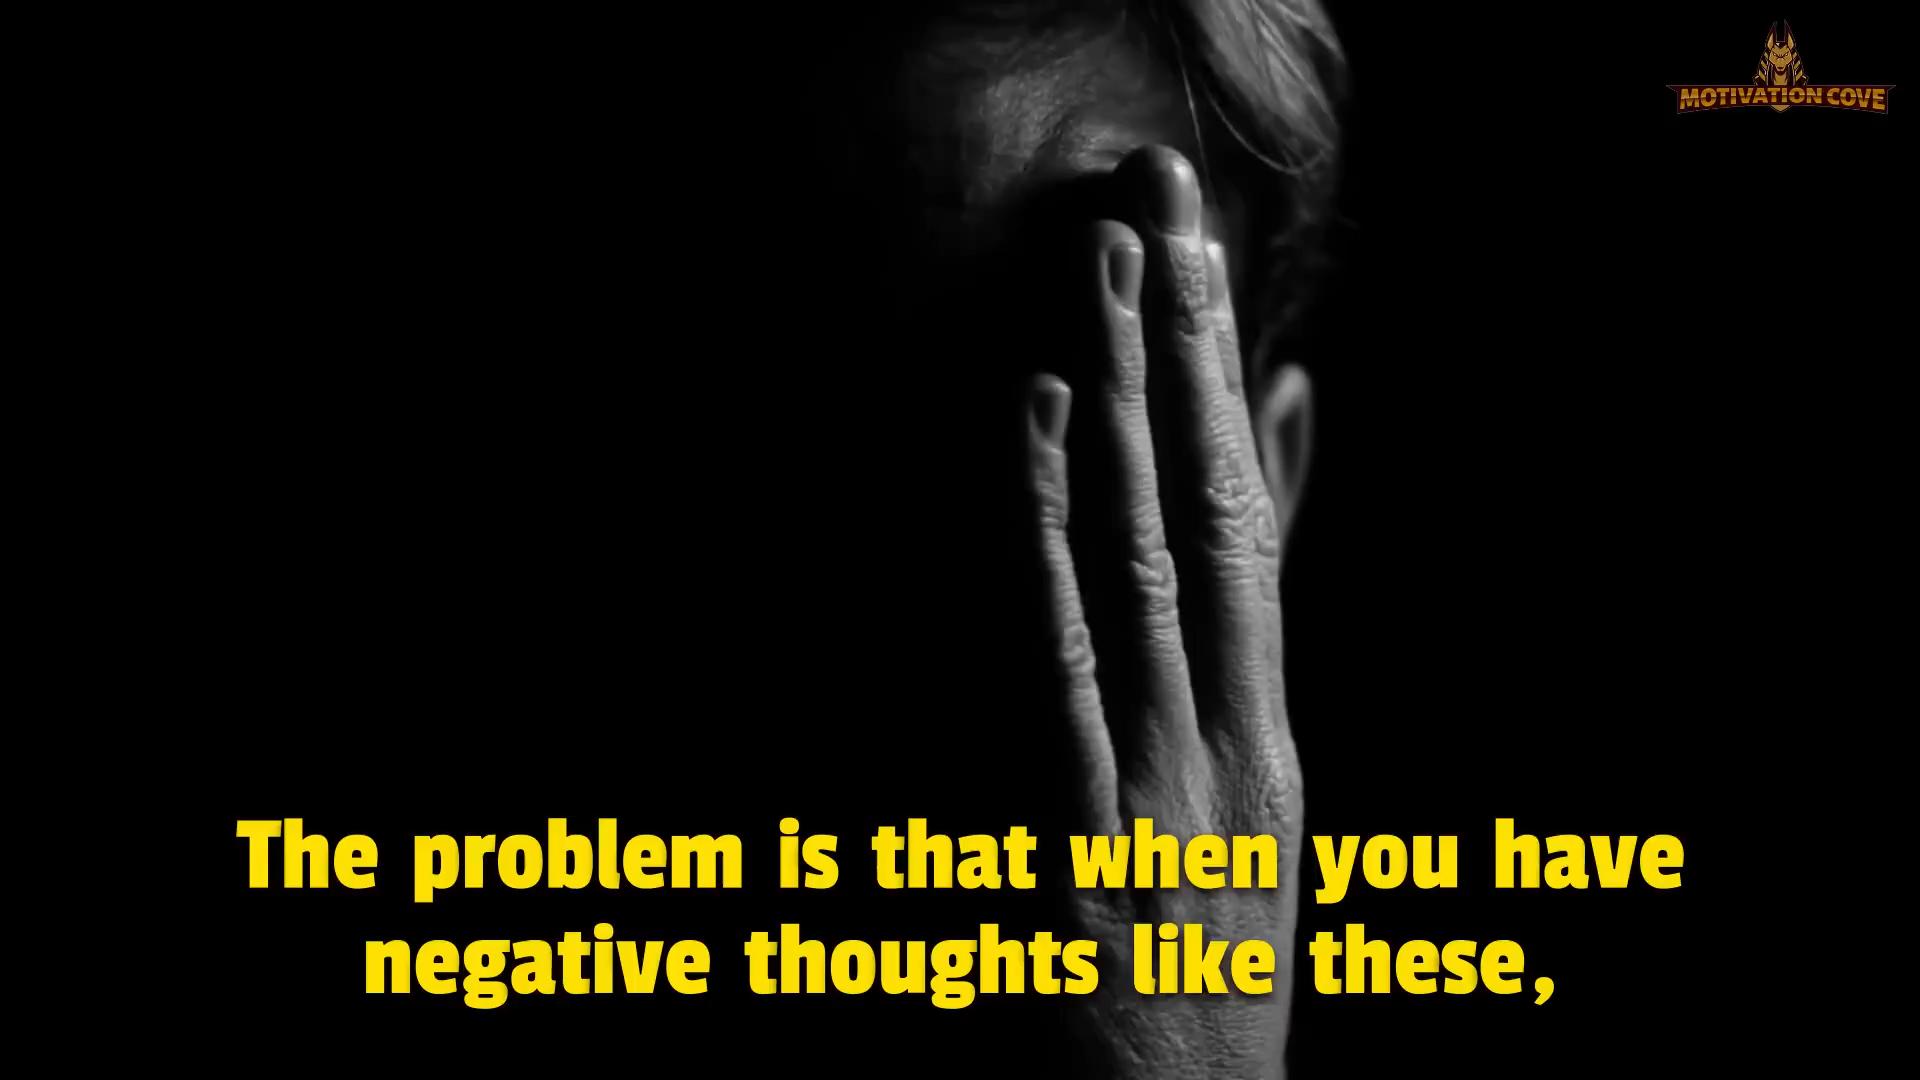 MOTIVATION COVE
The problem is that when you have
negative thoughts like these,